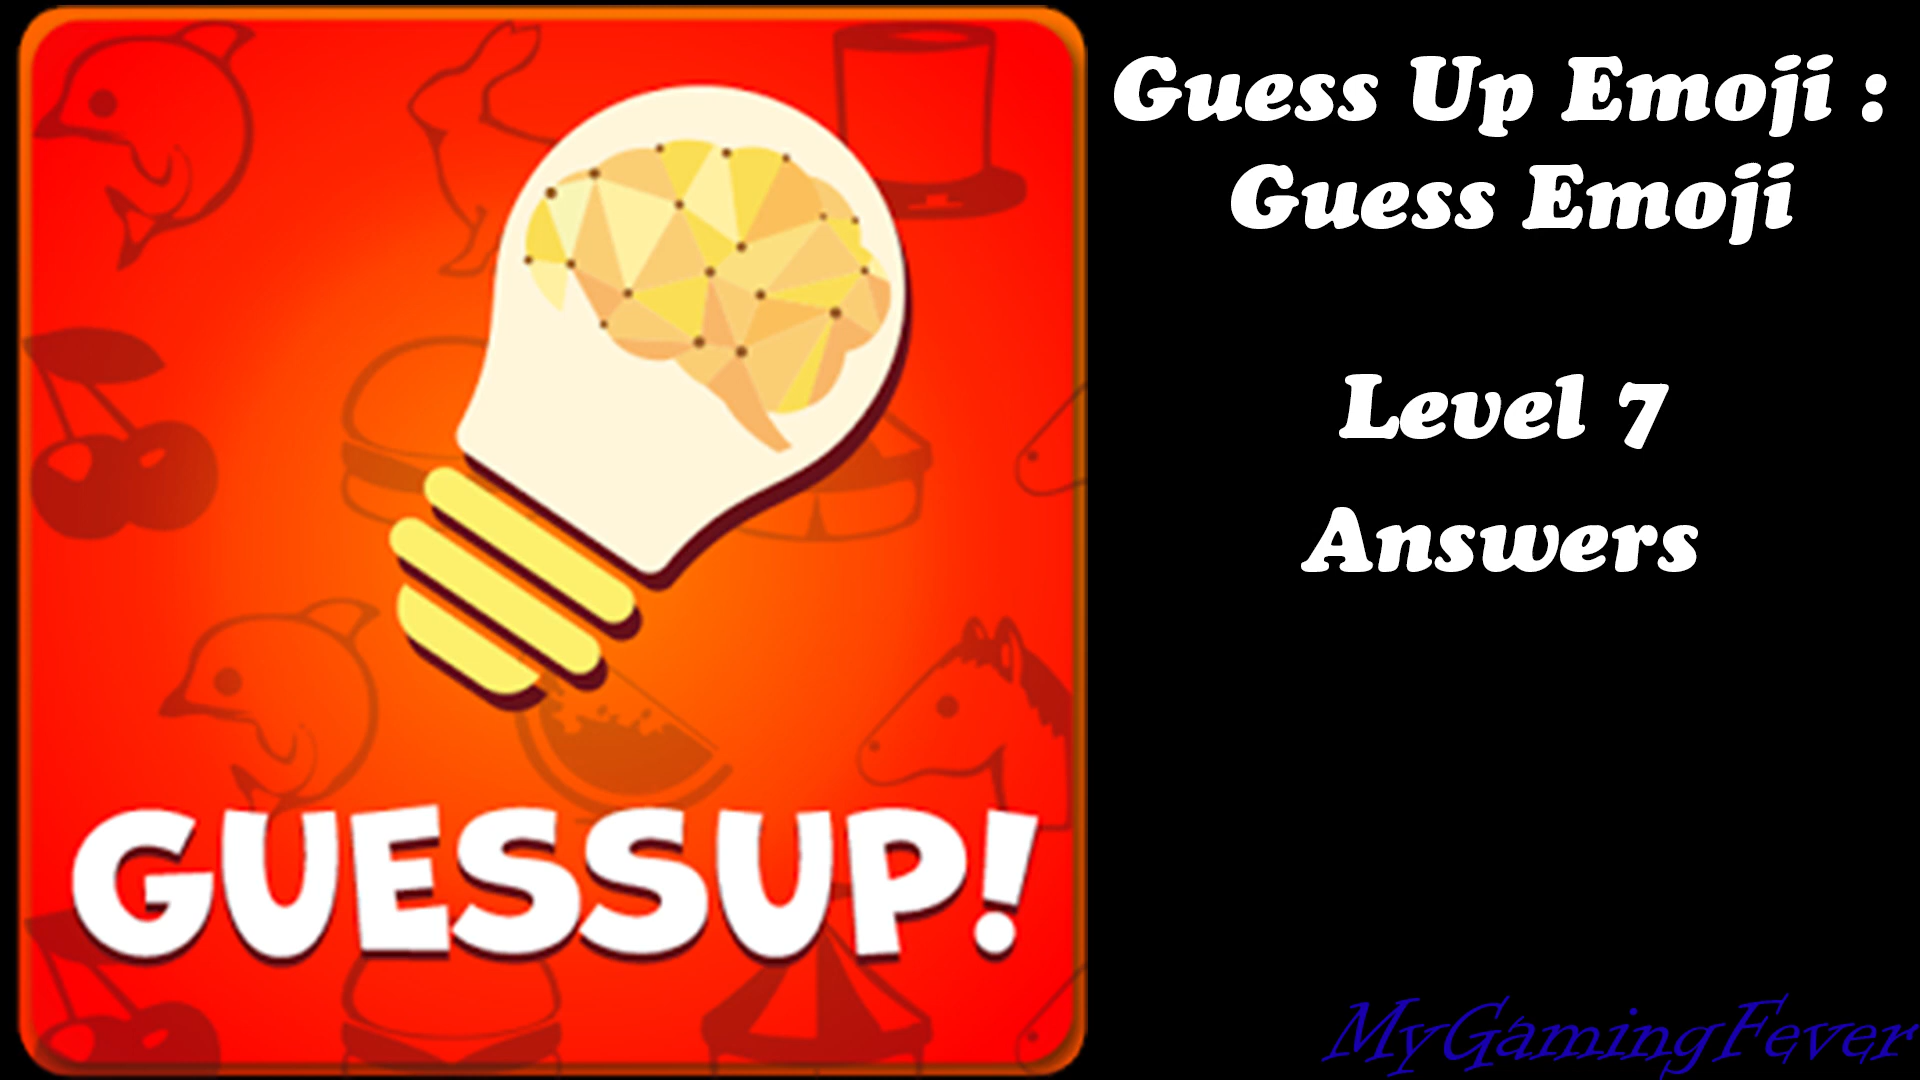 Guess Up Emoji :
Guess Emoji
Level 7
Answers
GUESSUP!
MyGamingFever